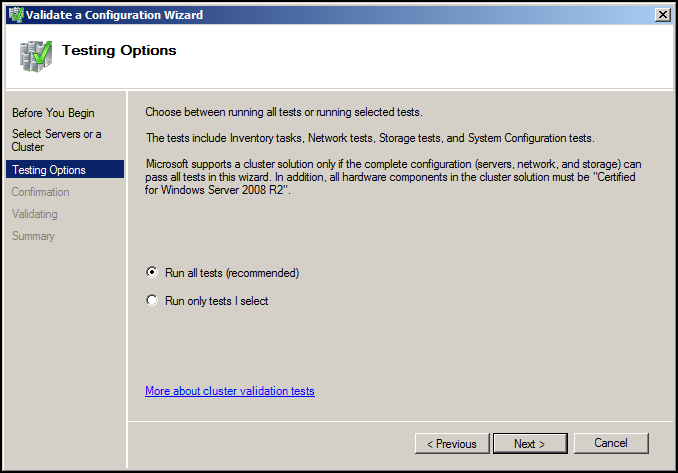 Validate a Configuration Wizard
Testing Options
Before You Begin
Select Servers or a
Cluster
Testing Options
Confirmation
Validating
Summary
Choose between running all tests or running selected tests.
The tests include Inventory tasks, Network tests, Storage tests, and System Configuration tests.
Microsoft supports a cluster solution only if the complete configuration (servers, network, and storage) can
pass all tests in this wizard. In addition, all hardware components in the cluster solution must be "Certified
for Windows Server 2008 R2".
Run all tests (recommended)
Run only tests I select
More about cluster validation tests
< Previous
Next >
Cancel